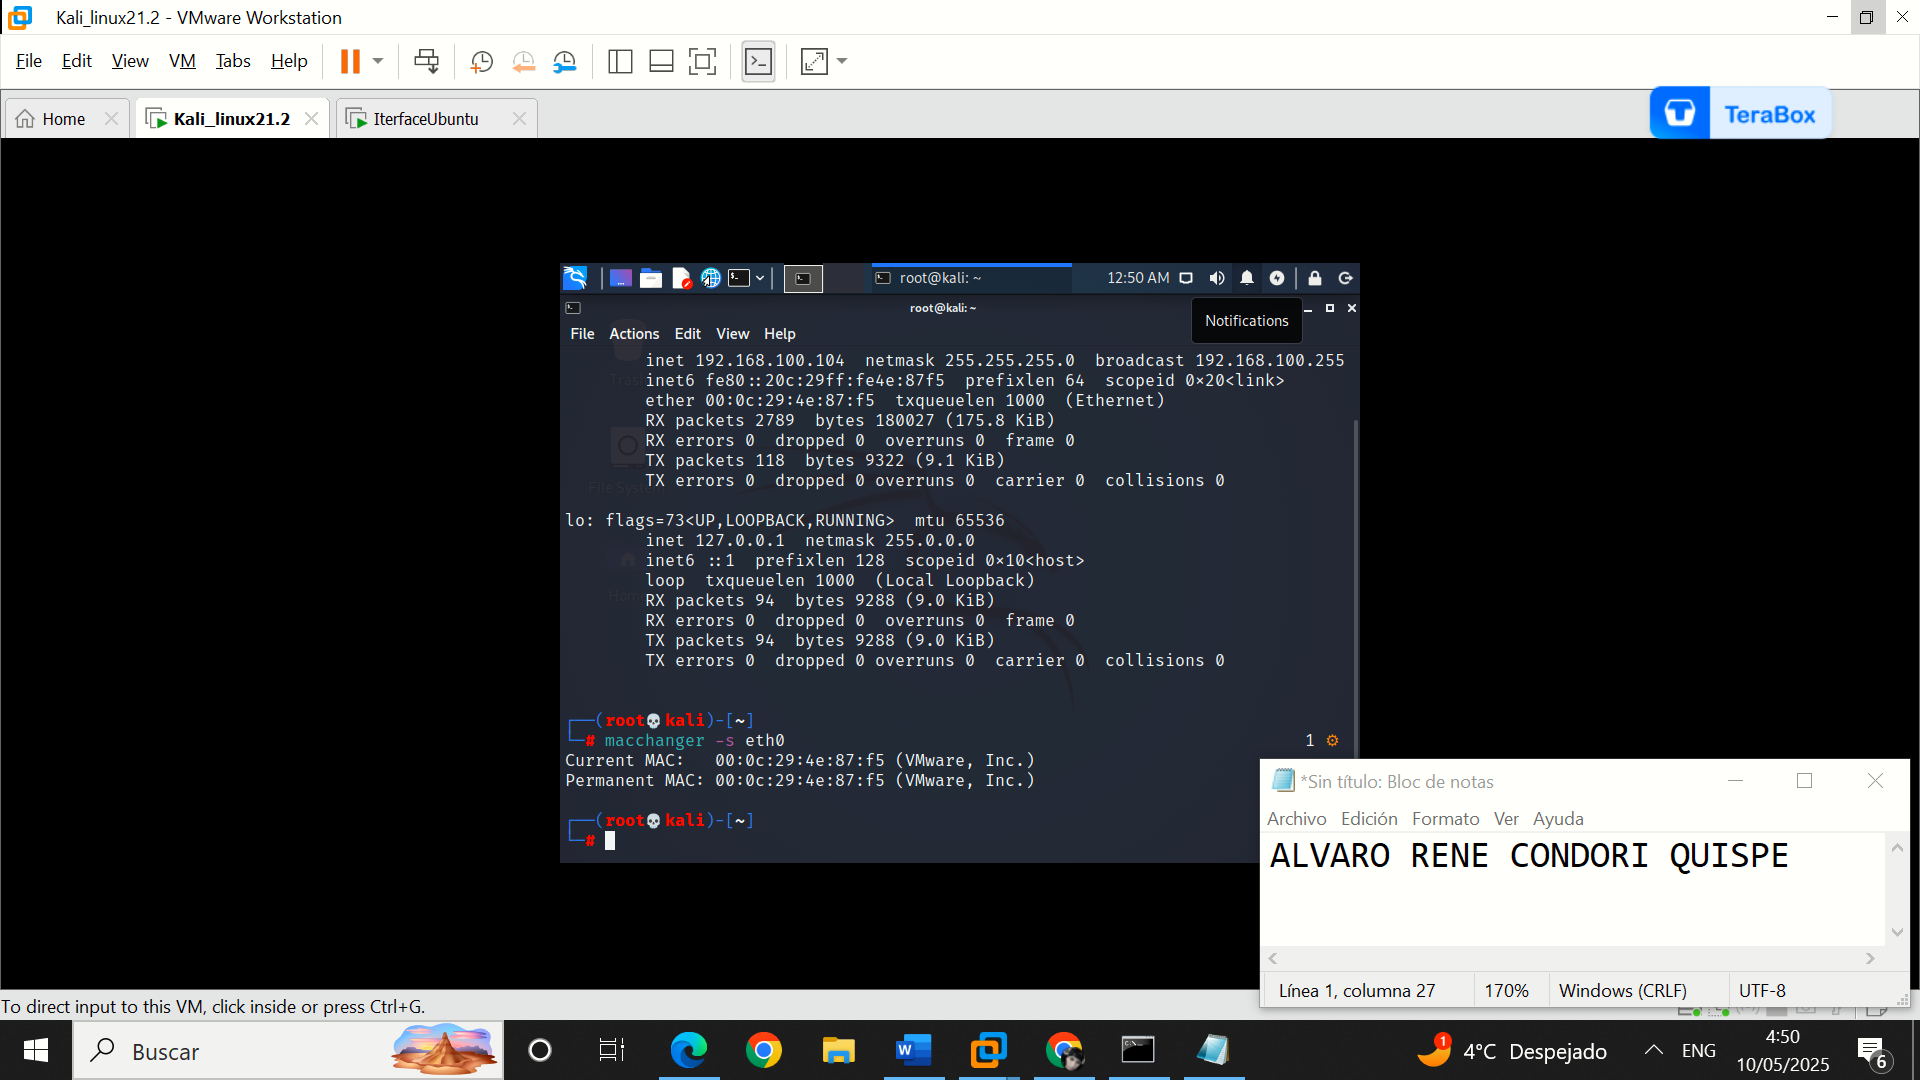 Kali_linux21.2 - VMware Workstation
File Edit View VM Tabs Help
Home
Kali_linux21.2
IterfaceUbuntu
TeraBox
root@kali: ~
12:50 AM
root@kali: ~
Notifications
File Actions Edit View Help
inet 192.168.100.104  netmask 255.255.255.0  broadcast 192.168.100.255
inet6 fe80::20c:29ff:fe4e:87f5  prefixlen 64  scopeid 0×20<link>
ether 00:0c:29:4e:87:f5  txqueuelen 1000  (Ethernet)
RX packets 2789  bytes 180027 (175.8 KiB)
RX errors 0  dropped 0  overruns 0  frame 0
TX packets 118  bytes 9322 (9.1 KiB)
TX errors 0  dropped 0 overruns 0  carrier 0  collisions 0
File System
lo: flags=73<UP,LOOPBACK,RUNNING>  mtu 65536
inet 127.0.0.1  netmask 255.0.0.0
inet6 ::1  prefixlen 128  scopeid 0×10<host>
loop  txqueuelen 1000  (Local Loopback)
RX packets 94  bytes 9288 (9.0 KiB)
Home
RX errors 0  dropped 0  overruns 0  frame 0
TX packets 94  bytes 9288 (9.0 KiB)
TX errors 0  dropped 0 overruns 0  carrier 0  collisions 0
┌──(root💀kali)-[~]
└─# macchanger -s eth0 1 ⚙
Current MAC:   00:0c:29:4e:87:f5 (VMware, Inc.)
Permanent MAC: 00:0c:29:4e:87:f5 (VMware, Inc.)
┌──(root💀kali)-[~]
└─#
*Sin título: Bloc de notas
Archivo Edición Formato Ver Ayuda
ALVARO RENE CONDORI QUISPE
Línea 1, columna 27 170% Windows (CRLF) UTF-8
To direct input to this VM, click inside or press Ctrl+G.
Buscar
1
4°C Despejado
ENG
4:50
10/05/2025
6